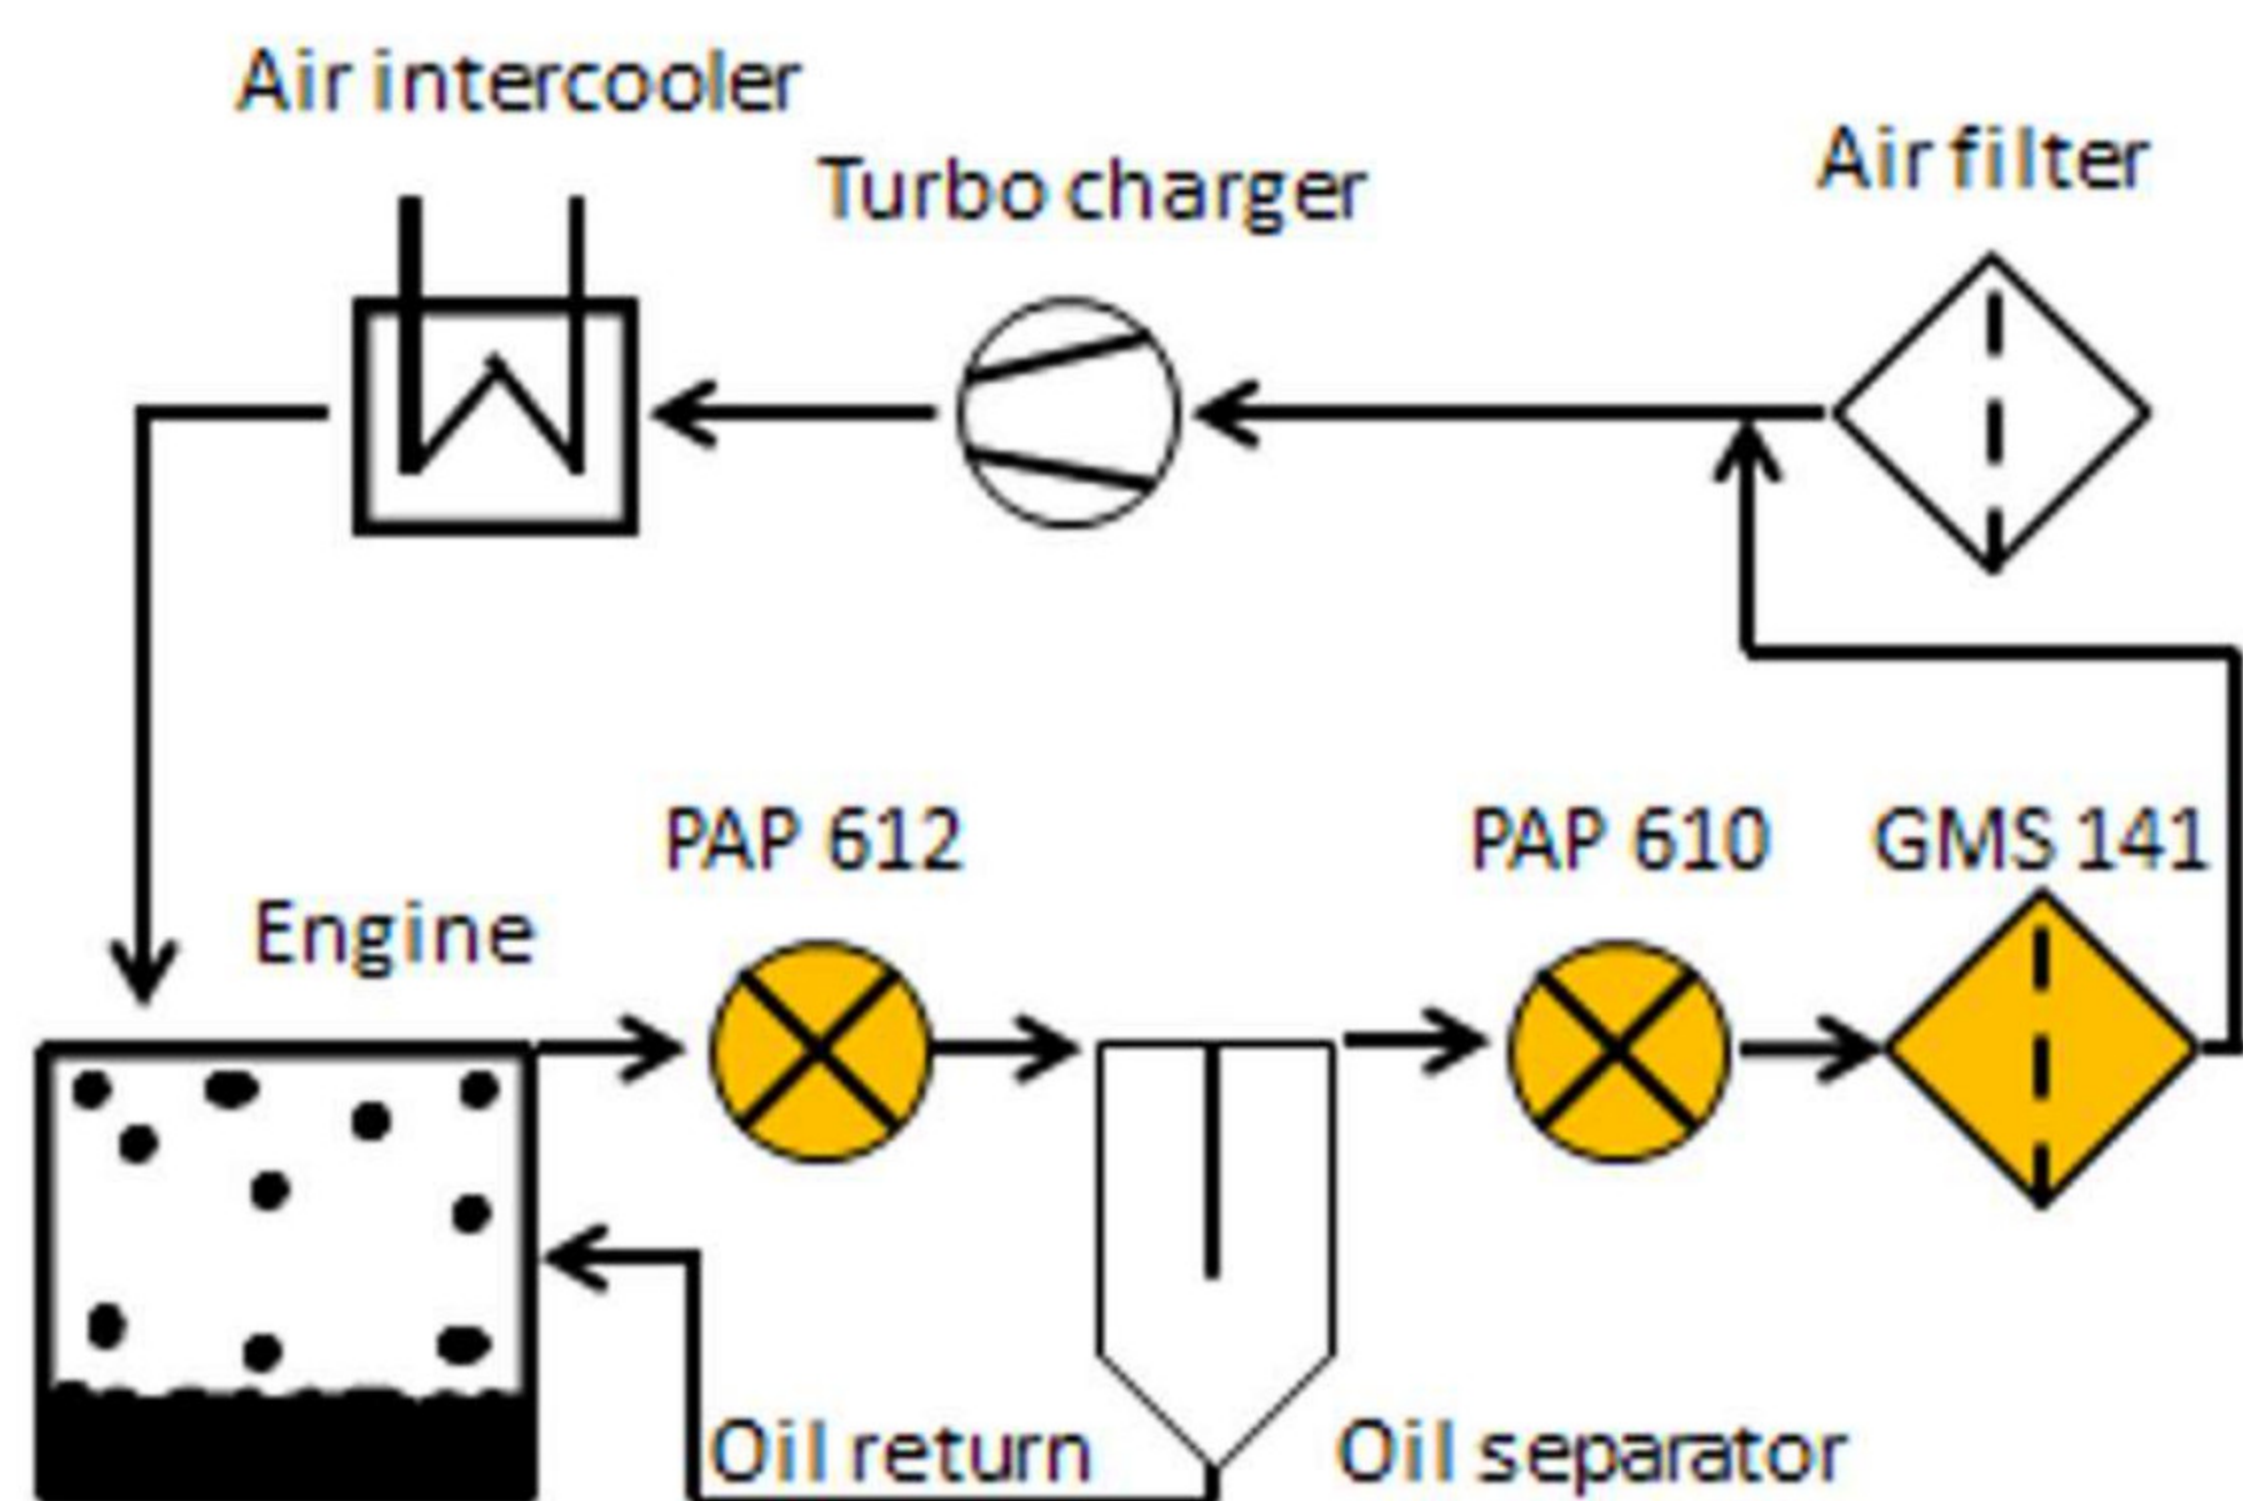 Air intercooler
Turbo charger
Air filter
PAP 612
PAP 610
GMS 141
Engine
Oil return
Oil separator